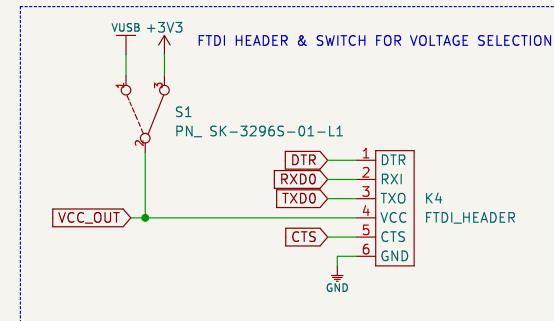 VUSB +3V3
FTDI HEADER & SWITCH FOR VOLTAGE SELECTION
1 3
S1
PN_ SK-3296S-01-L1
2
DTR 1 DTR
RXD0 2 RXI
TXD0 3 TXO K4
VCC_OUT 4 VCC FTDI_HEADER
CTS 5 CTS
6 GND
GND